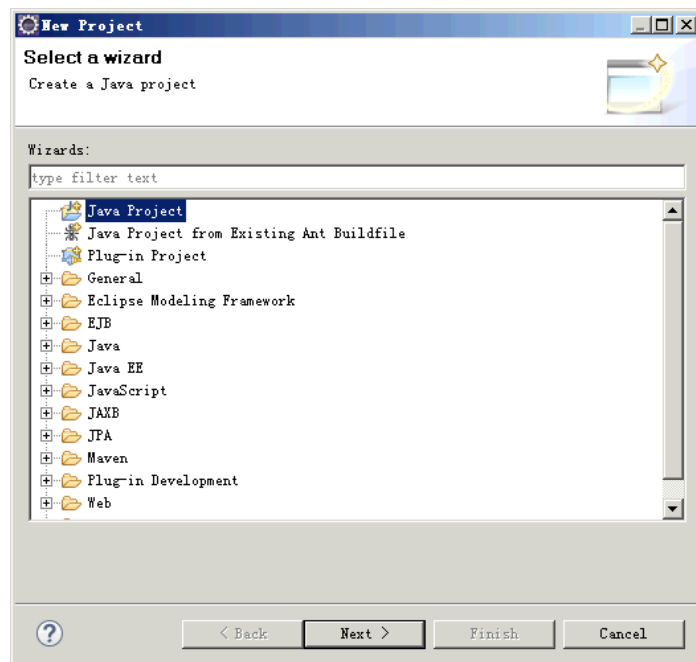 New Project
Select a wizard
Create a Java project
Wizards:
type filter text
Java Project
Java Project from Existing Ant Buildfile
Plug-in Project
General
Eclipse Modeling Framework
EJB
Java
Java EE
JavaScript
JAXB
JPA
Maven
Plug-in Development
Web
?
< Back
Next >
Finish
Cancel